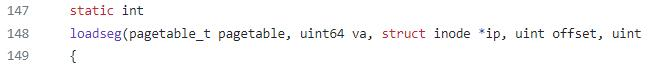 147 static int
148 loadseg(pagetable_t pagetable, uint64 va, struct inode *ip, uint offset, uint
149 {